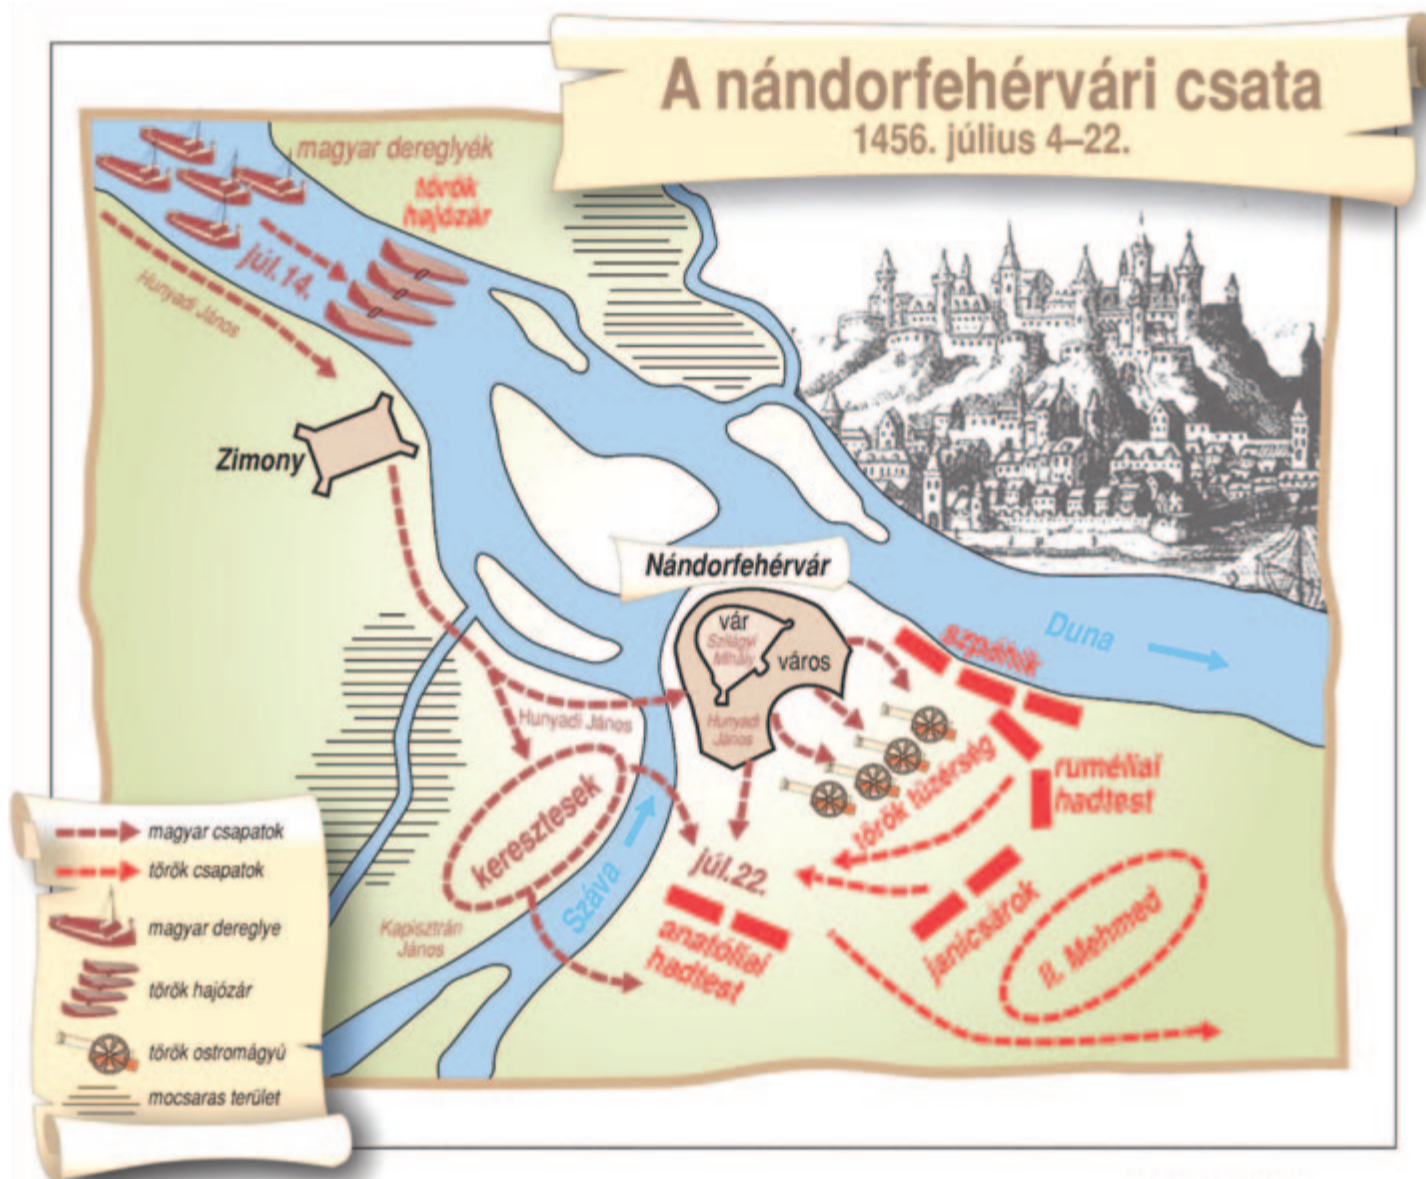 A nándorfehérvári csata
1456. július 4–22.
magyar dereglyék
török
hajózár
júl.14.
Hunyadi János
Zimony
Nándorfehérvár
vár
Szilágyi
Mihály
város
Hunyadi
János
Duna
szpáhik
Hunyadi János
török tüzérség
ruméliai
hadtest
keresztesek
júl.22.
Száva
Kapisztrán
János
anatóliai
hadtest
janicsárok
II. Mehmed
magyar csapatok
török csapatok
magyar dereglye
török hajózár
török ostromágyú
mocsaras terület